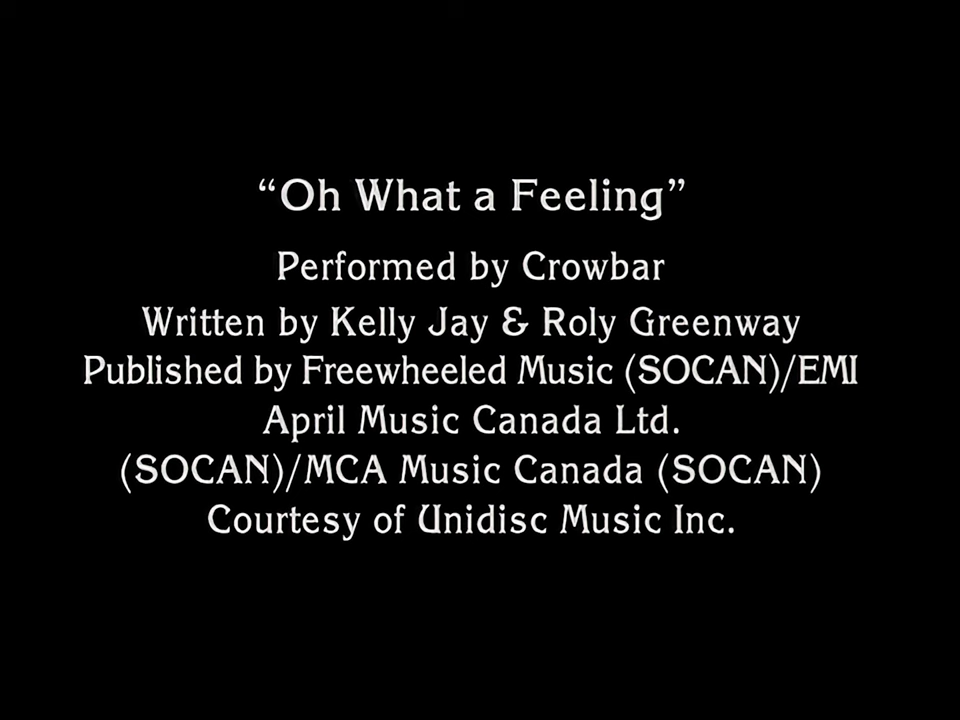 “Oh What a Feeling”
Performed by Crowbar
Written by Kelly Jay & Roly Greenway
Published by Freewheeled Music (SOCAN)/EMI
April Music Canada Ltd.
(SOCAN)/MCA Music Canada (SOCAN)
Courtesy of Unidisc Music Inc.